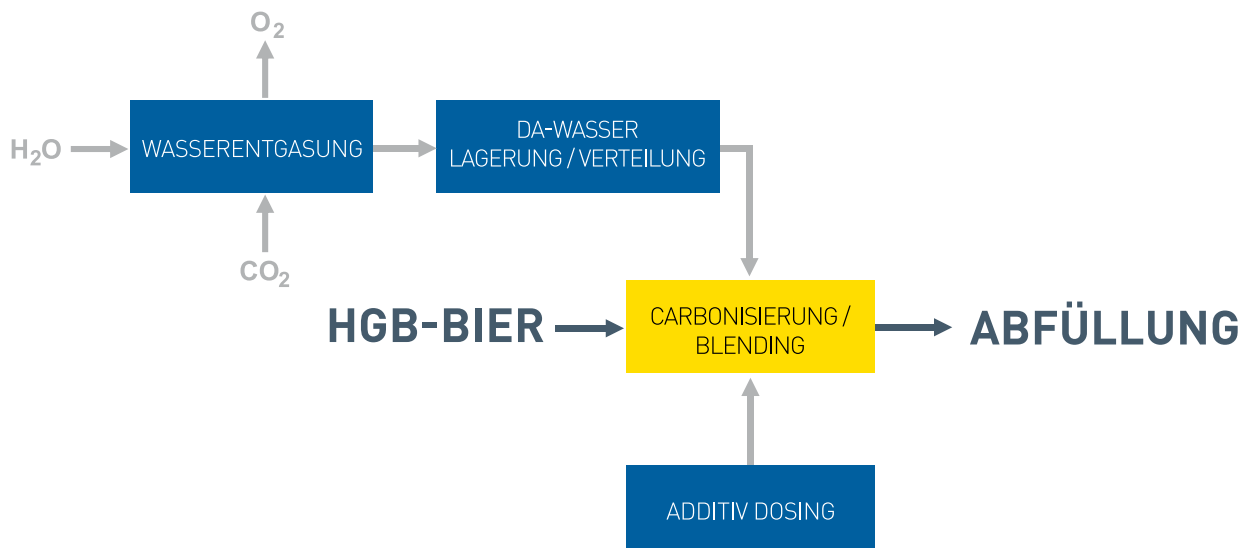 O₂
H₂O
WASSERENTGASUNG
DA-WASSER
LAGERUNG / VERTEILUNG
CO₂
HGB-BIER
CARBONISIERUNG /
BLENDING
ABFÜLLUNG
ADDITIV DOSING